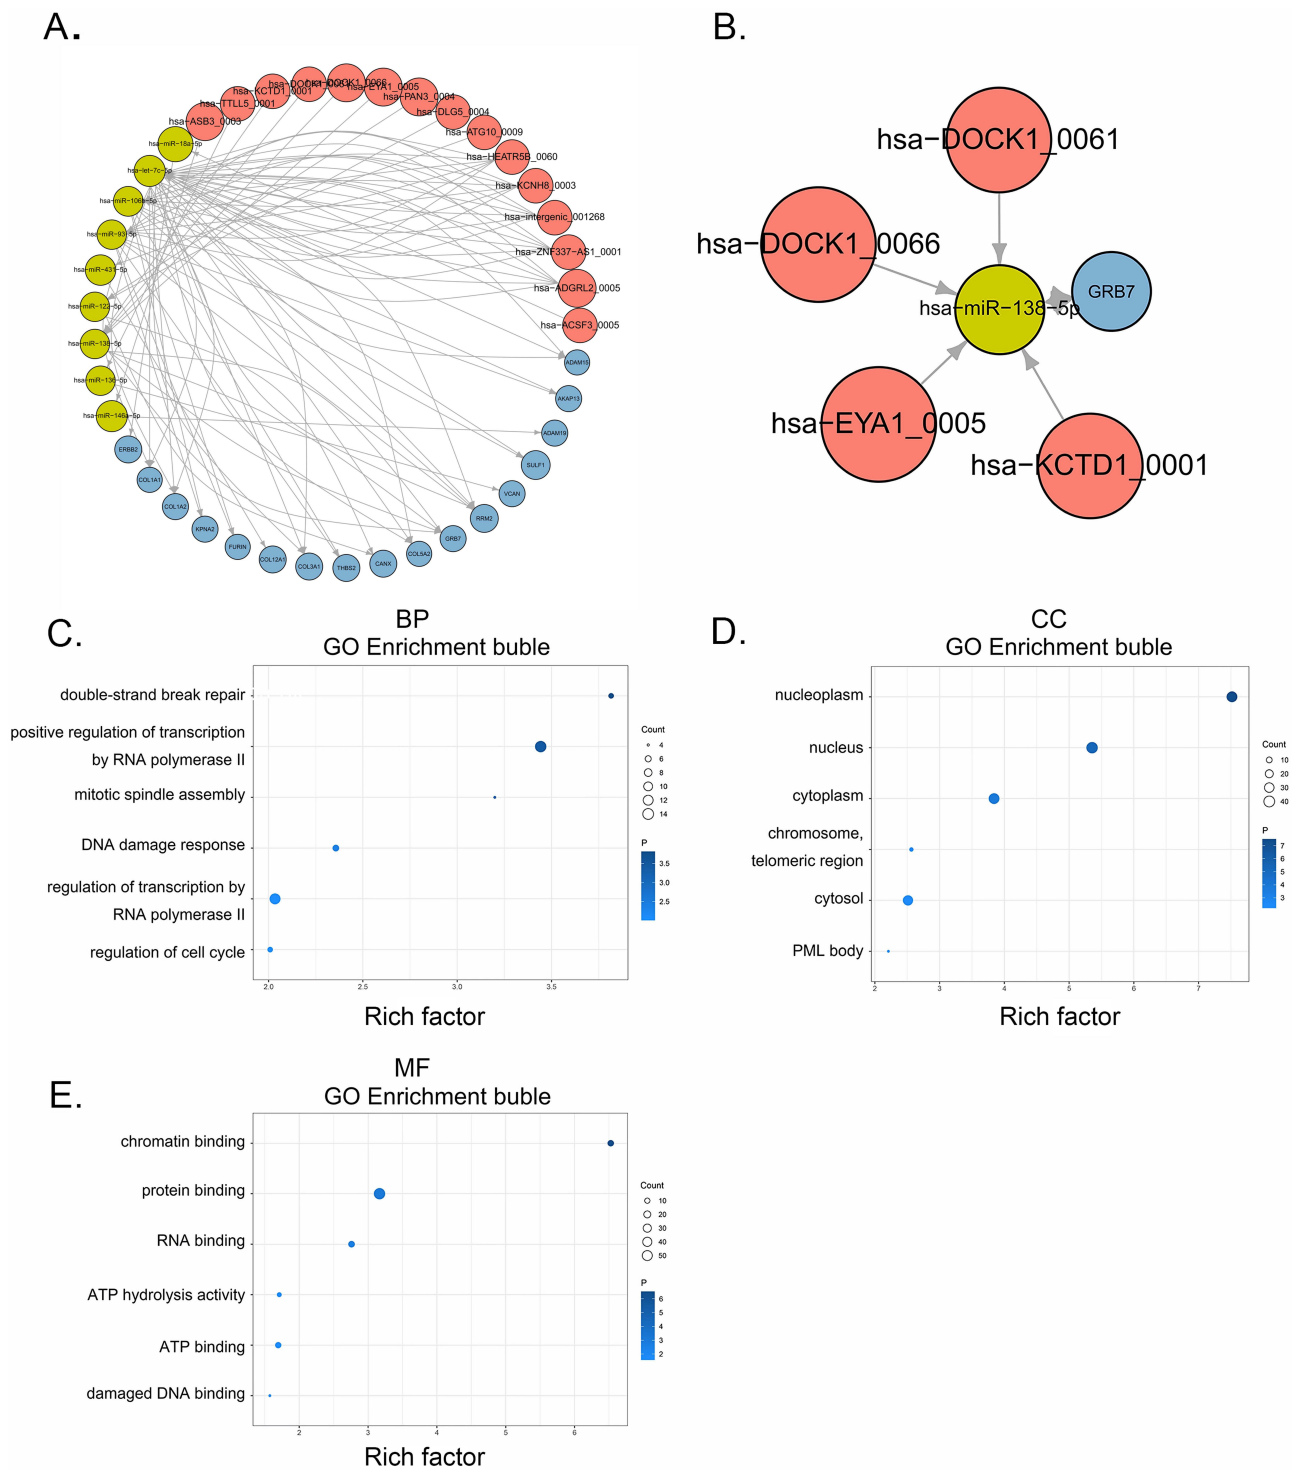 A.
hsa-DOCK1_0066
hsa-EYA1_0005
hsa-KCTD1_0001
hsa-PAN3_0004
hsa-TTLL5_0001
hsa-DLG5_0004
hsa-ASB3_0003
hsa-ATG10_0009
hsa-miR-18a-5p
hsa-HEATR5B_0060
hsa-let-7c-5p
hsa-KCNH8_0003
hsa-miR-106b-5p
hsa-intergenic_001268
hsa-miR-93-5p
hsa-ZNF337-AS1_0001
hsa-miR-431-5p
hsa-ADGRL2_0005
hsa-miR-122-5p
hsa-ACSF3_0005
hsa-miR-138-5p
ADAM15
hsa-miR-136-5p
AKAP13
hsa-miR-146a-5p
ADAM19
ERBB2
SULF1
COL1A1
VCAN
COL1A2
RRM2
KPNA2
GRB7
FURIN
COL5A2
COL12A1
CANX
COL3A1
THBS2
B.
hsa-DOCK1_0061
hsa-DOCK1_0066
GRB7
hsa-miR-138-5p
hsa-EYA1_0005
hsa-KCTD1_0001
C.
BP
GO Enrichment buble
double-strand break repair
positive regulation of transcription
by RNA polymerase II
mitotic spindle assembly
DNA damage response
regulation of transcription by
RNA polymerase II
regulation of cell cycle
2.0 2.5 3.0 3.5
Rich factor
Count
4
6
8
10
12
14
P
3.5
3.0
2.5
D.
CC
GO Enrichment buble
nucleoplasm
nucleus
cytoplasm
chromosome,
telomeric region
cytosol
PML body
2 3 4 5 6 7
Rich factor
Count
10
20
30
40
P
7
6
5
4
3
E.
MF
GO Enrichment buble
chromatin binding
protein binding
RNA binding
ATP hydrolysis activity
ATP binding
damaged DNA binding
2 3 4 5 6
Rich factor
Count
10
20
30
40
50
P
6
5
4
3
2